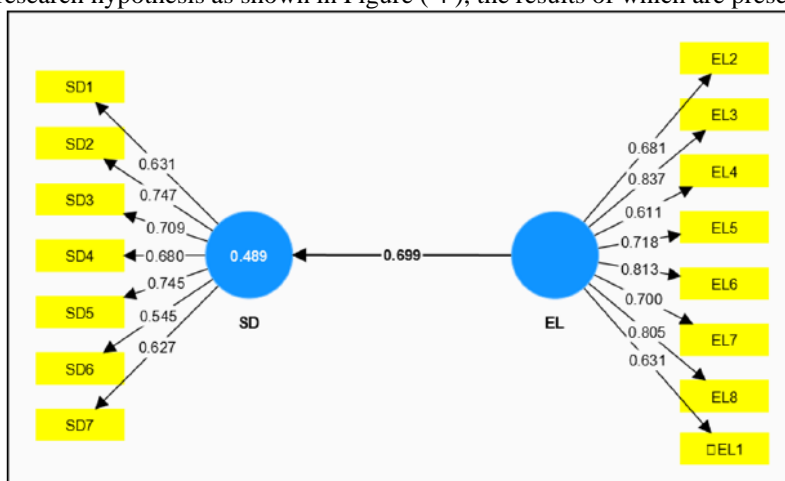 research hypothesis as shown in Figure (4), the results of which are prese
SD1
SD2
SD3
SD4
SD5
SD6
SD7
0.631
0.747
0.709
0.680
0.745
0.545
0.627
0.489
SD
0.699
EL
0.681
0.837
0.611
0.718
0.813
0.700
0.805
0.631
EL2
EL3
EL4
EL5
EL6
EL7
EL8
□EL1